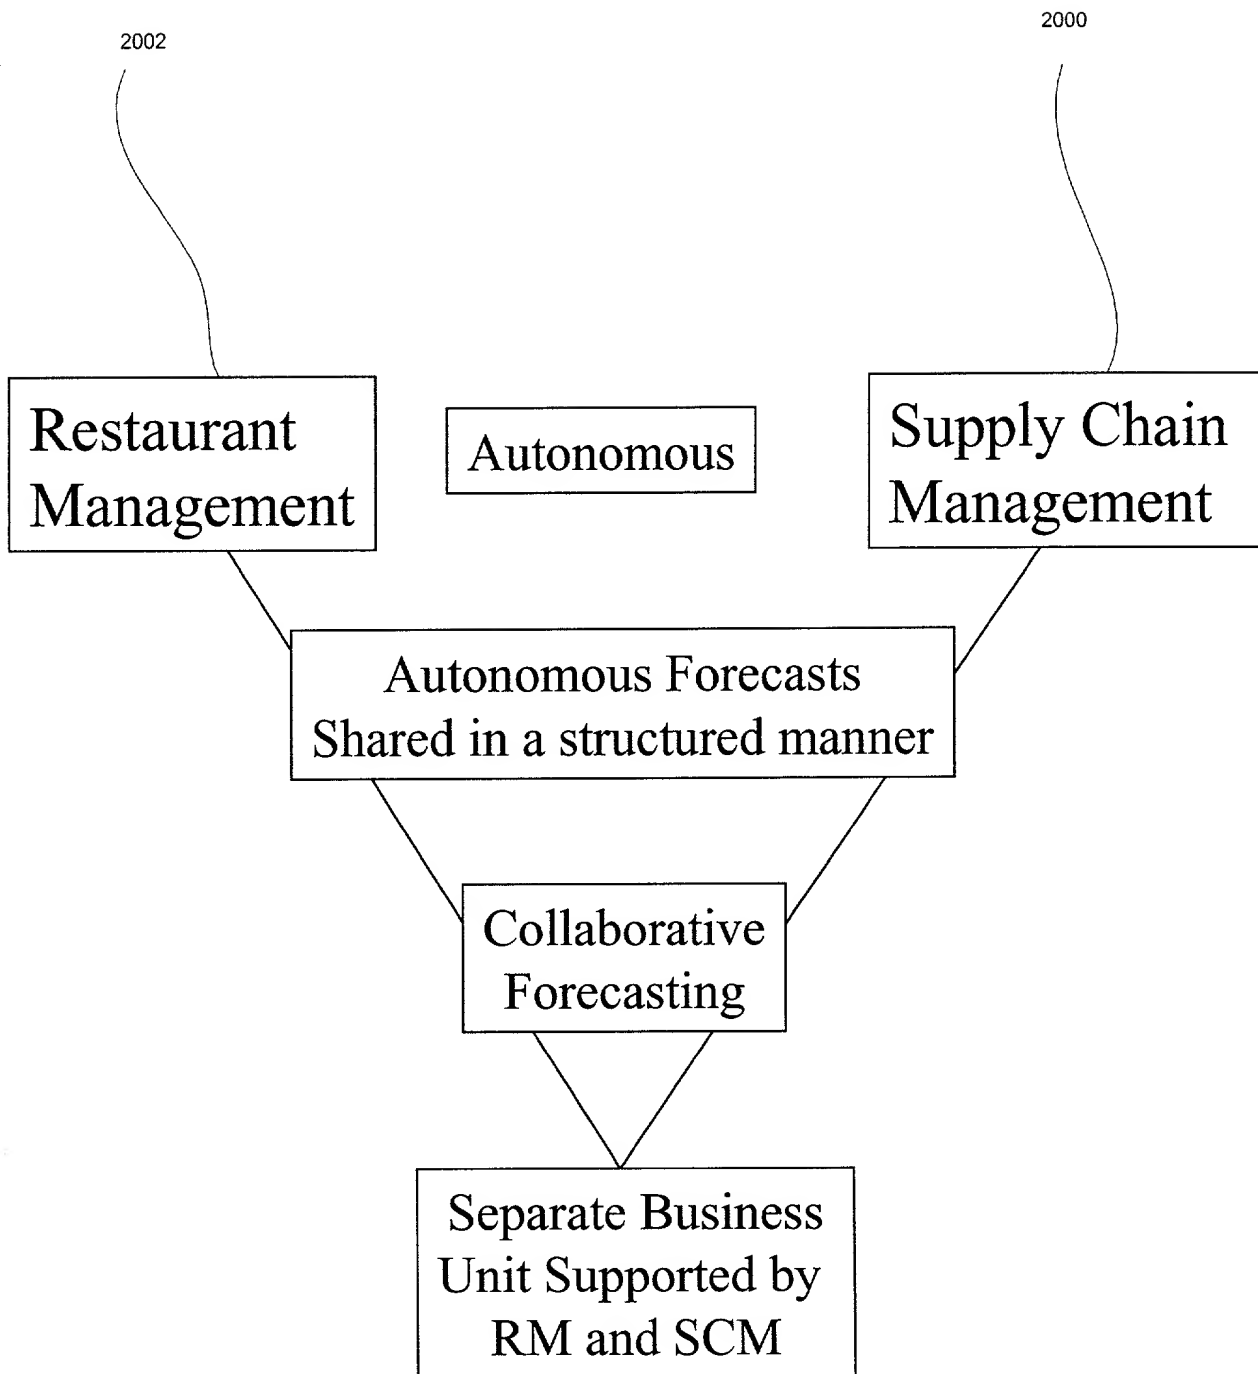 2002
2000
Restaurant
Management
Autonomous
Supply Chain
Management
Autonomous Forecasts
Shared in a structured manner
Collaborative
Forecasting
Separate Business
Unit Supported by
RM and SCM